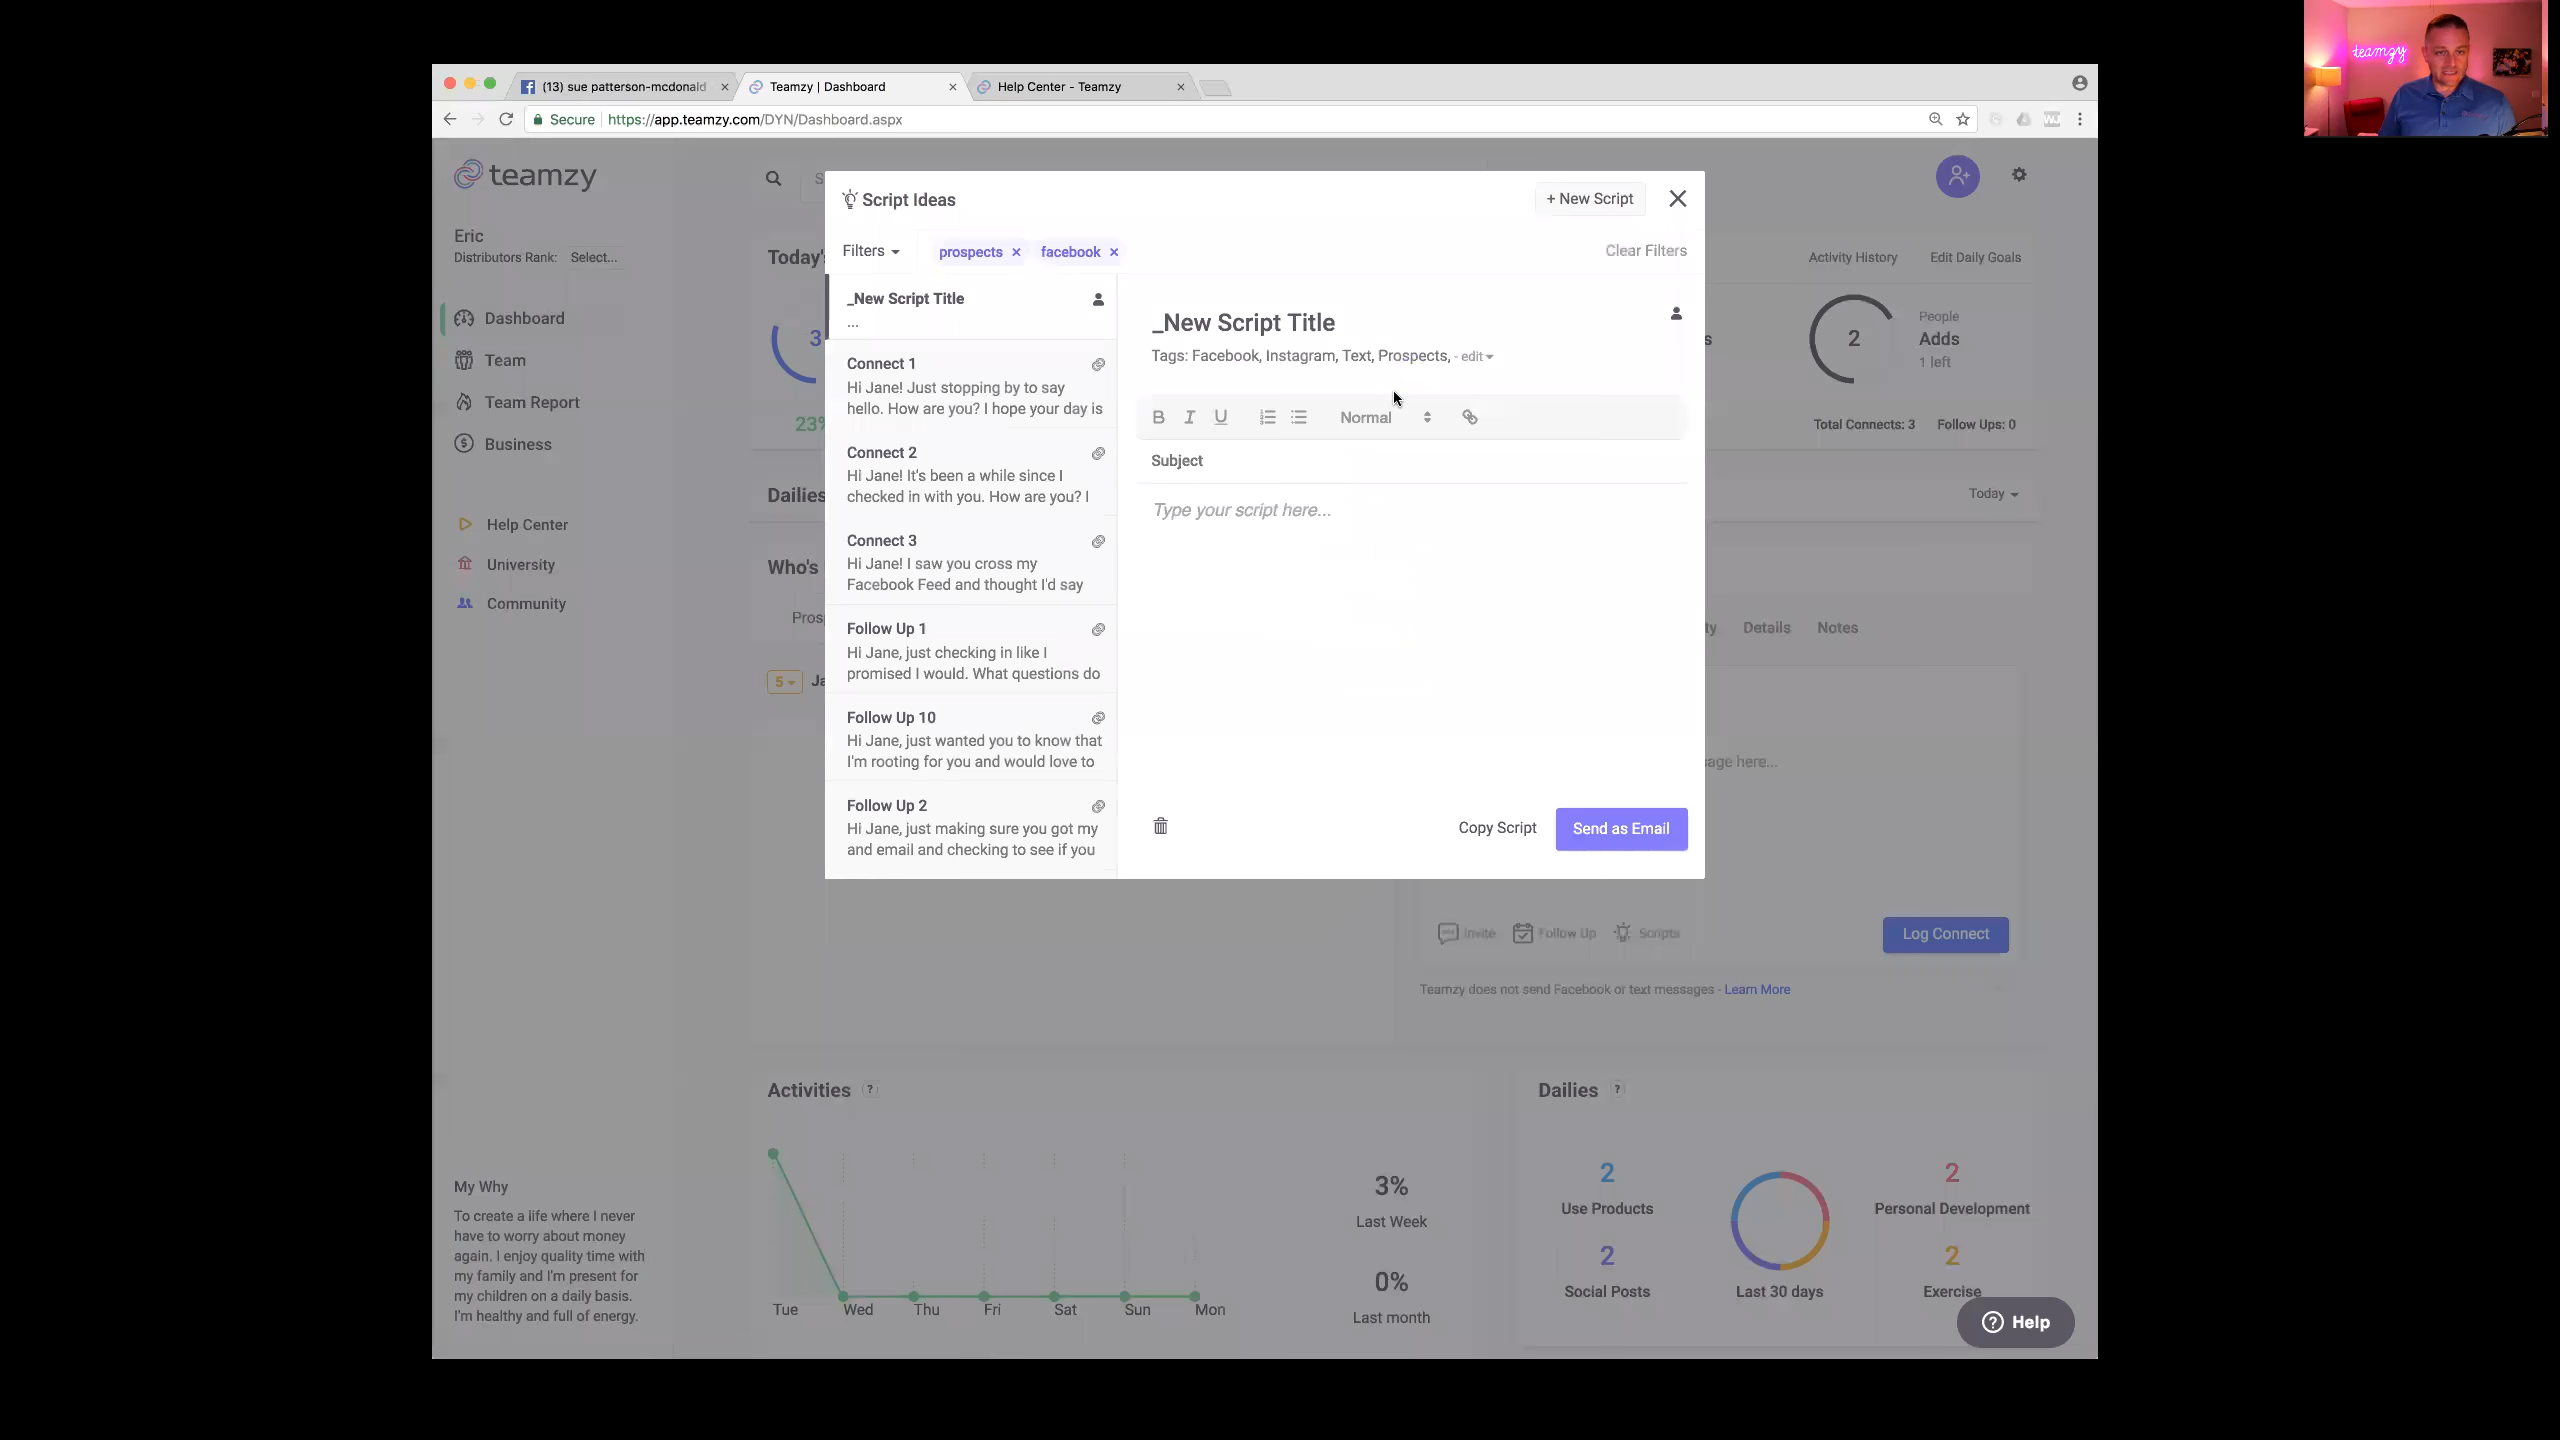 teamzy
(13) sue patterson-mcdonald
Teamzy | Dashboard
Help Center - Teamzy
Secure
https://app.teamzy.com/DYN/Dashboard.aspx
teamzy
S
Eric
Distributors Rank: Select...
Dashboard
Team
Team Report
Business
Help Center
University
Community
My Why
To create a life where I never
have to worry about money
again. I enjoy quality time with
my family and I'm present for
my children on a daily basis.
I'm healthy and full of energy.
Today'
3
23%
Dailies
Who's
Pros
5
Ja
Script Ideas
+ New Script
Filters
prospects
facebook
Clear Filters
_New Script Title
...
Connect 1
Hi Jane! Just stopping by to say
hello. How are you? I hope your day is
Connect 2
Hi Jane! It's been a while since I
checked in with you. How are you? I
Connect 3
Hi Jane! I saw you cross my
Facebook Feed and thought I'd say
Follow Up 1
Hi Jane, just checking in like I
promised I would. What questions do
Follow Up 10
Hi Jane, just wanted you to know that
I'm rooting for you and would love to
Follow Up 2
Hi Jane, just making sure you got my
and email and checking to see if you
_New Script Title
Tags: Facebook, Instagram, Text, Prospects, - edit
B I U Normal
Subject
Type your script here...
Copy Script
Send as Email
Activity History
Edit Daily Goals
s
2
People
Adds
1 left
Total Connects: 3 Follow Ups: 0
Today
ty Details Notes
sage here...
Invite Follow Up Scripts
Log Connect
Teamzy does not send Facebook or text messages - Learn More
Activities ?
Tue Wed Thu Fri Sat Sun Mon
3%
Last Week
0%
Last month
Dailies ?
2
Use Products
2
Social Posts
Last 30 days
2
Personal Development
2
Exercise
Help